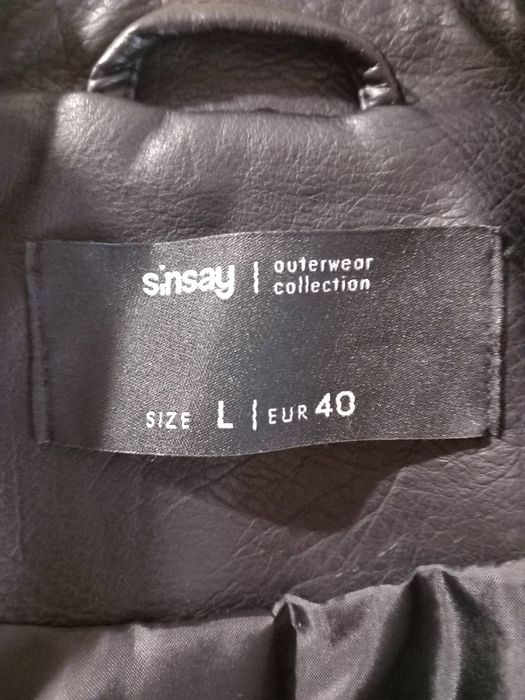 sinsay | outerwear
collection
SIZE L | EUR 40